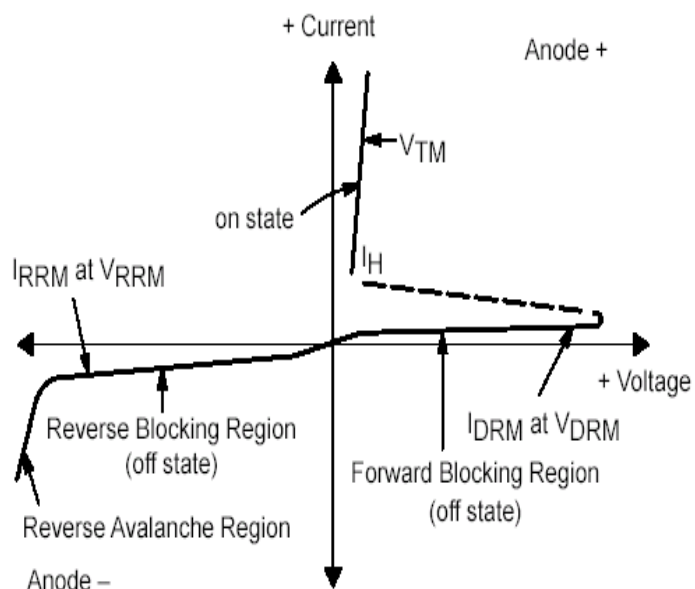 + Current
Anode +
VTM
on state
IH
IRRM at VRRM
+ Voltage
IDRM at VDRM
Reverse Blocking Region
(off state)
Forward Blocking Region
(off state)
Reverse Avalanche Region
Anode –